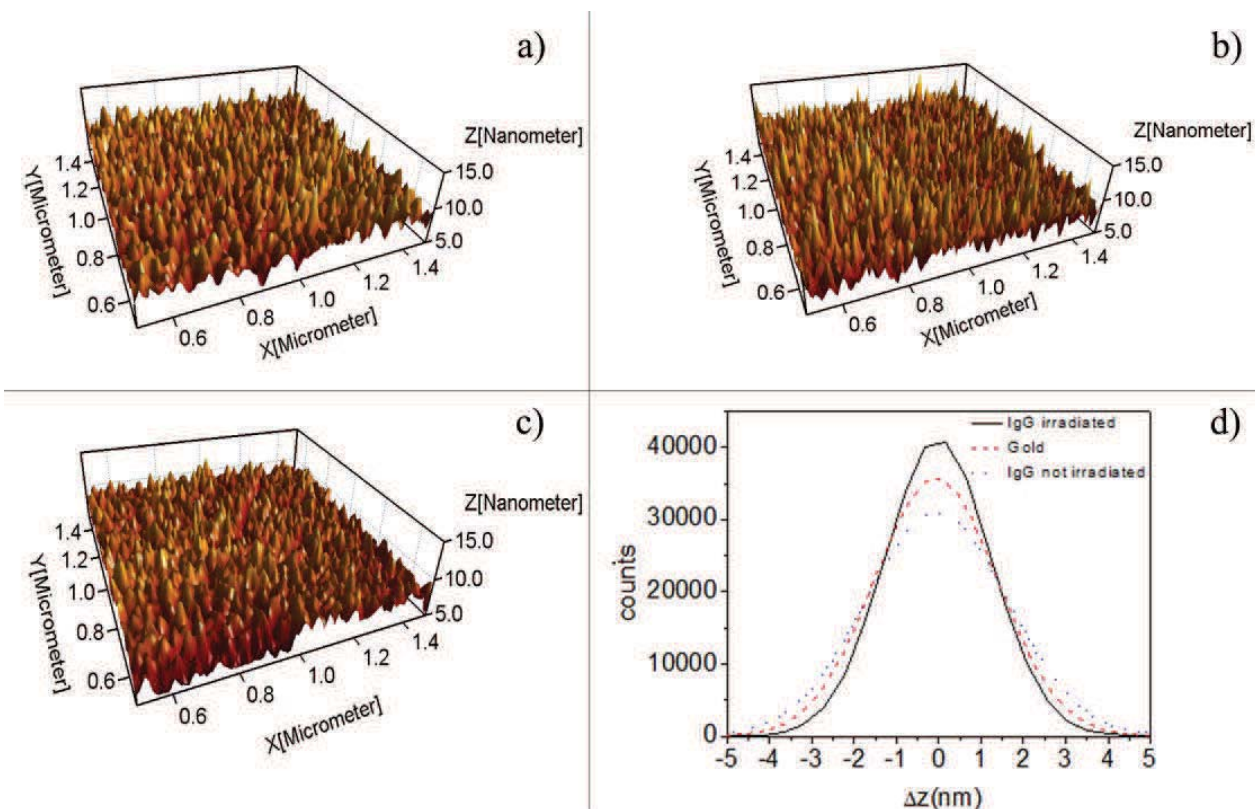 a)
Z[Nanometer]
15.0
10.0
5.0
Y[Micrometer]
1.4
1.2
1.0
0.8
0.6
0.6
0.8
1.0
1.2
1.4
X[Micrometer]
b)
Z[Nanometer]
15.0
10.0
5.0
Y[Micrometer]
1.4
1.2
1.0
0.8
0.6
0.6
0.8
1.0
1.2
1.4
X[Micrometer]
c)
Z[Nanometer]
15.0
10.0
5.0
Y[Micrometer]
1.4
1.2
1.0
0.8
0.6
0.6
0.8
1.0
1.2
1.4
X[Micrometer]
d)
IgG irradiated
Gold
IgG not irradiated
counts
40000
30000
20000
10000
0
-5 -4 -3 -2 -1 0 1 2 3 4 5
Δz(nm)